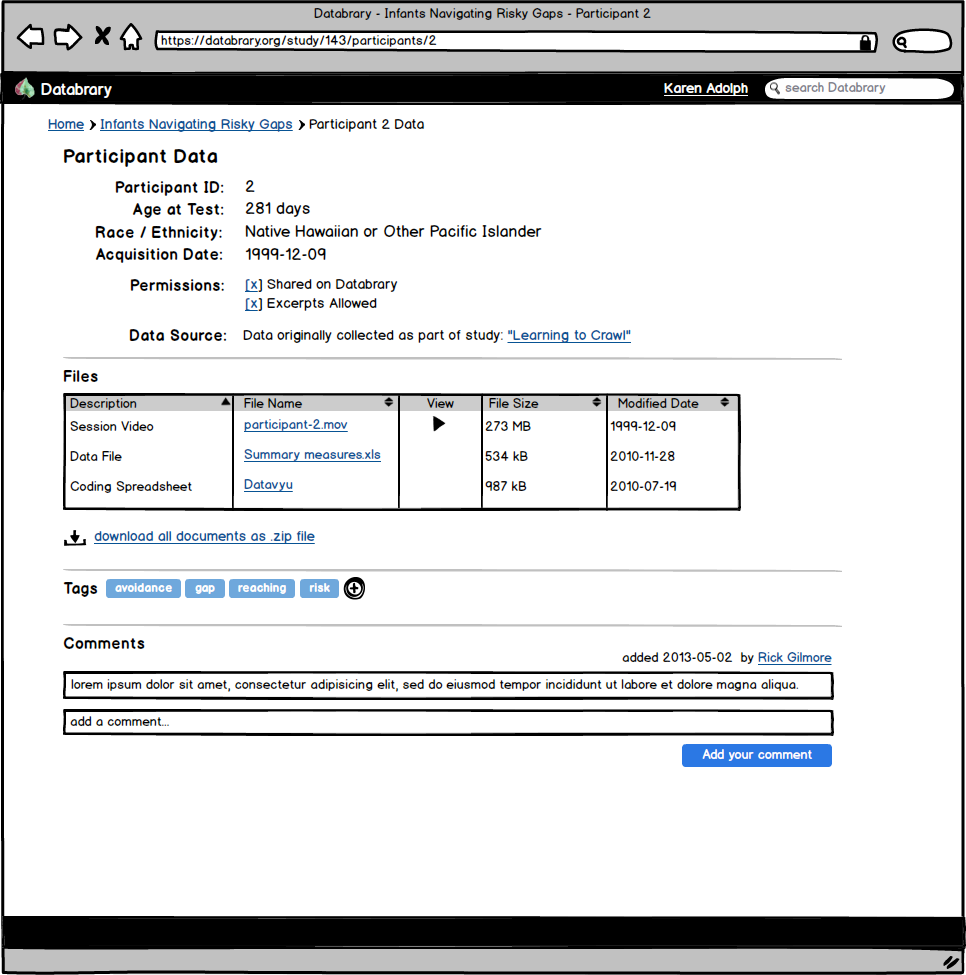 Databrary - Infants Navigating Risky Gaps - Participant 2
https://databrary.org/study/143/participants/2
Databrary Karen Adolph search Databrary
Home > Infants Navigating Risky Gaps > Participant 2 Data
Participant Data
Participant ID: 2
Age at Test: 281 days
Race / Ethnicity: Native Hawaiian or Other Pacific Islander
Acquisition Date: 1999-12-09
Permissions: [x] Shared on Databrary
[x] Excerpts Allowed
Data Source: Data originally collected as part of study: "Learning to Crawl"
Files
Description File Name View File Size Modified Date
Session Video participant-2.mov 273 MB 1999-12-09
Data File Summary measures.xls 534 kB 2010-11-28
Coding Spreadsheet Datavyu 987 kB 2010-07-19
download all documents as .zip file
Tags avoidance gap reaching risk
Comments
added 2013-05-02 by Rick Gilmore
lorem ipsum dolor sit amet, consectetur adipisicing elit, sed do eiusmod tempor incididunt ut labore et dolore magna aliqua.
add a comment...
Add your comment